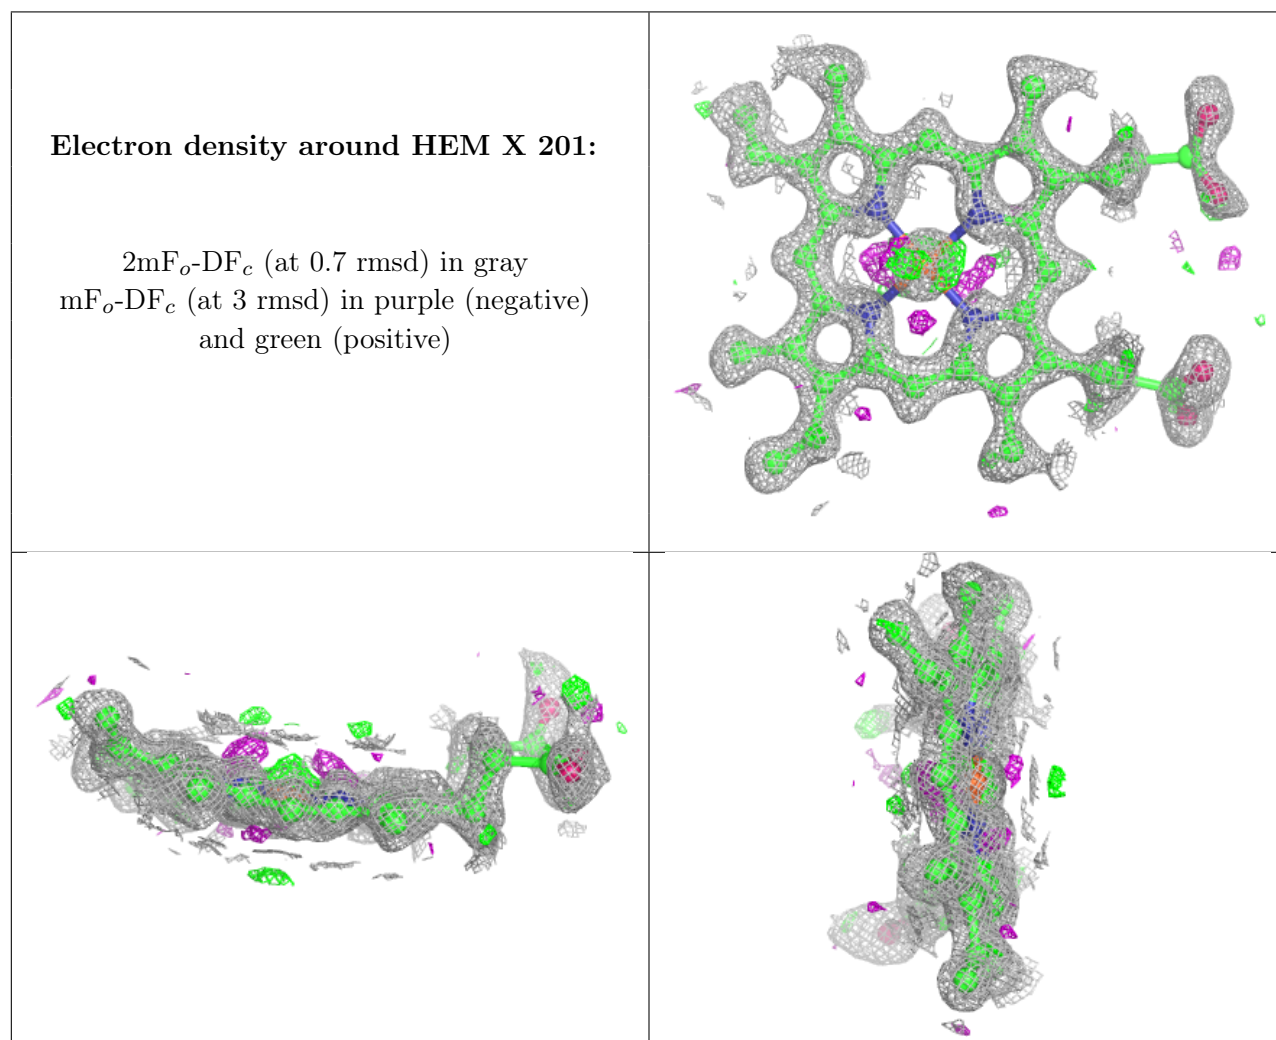 Electron density around HEM X 201:
2mFo-DFc (at 0.7 rmsd) in gray
mFo-DFc (at 3 rmsd) in purple (negative)
and green (positive)